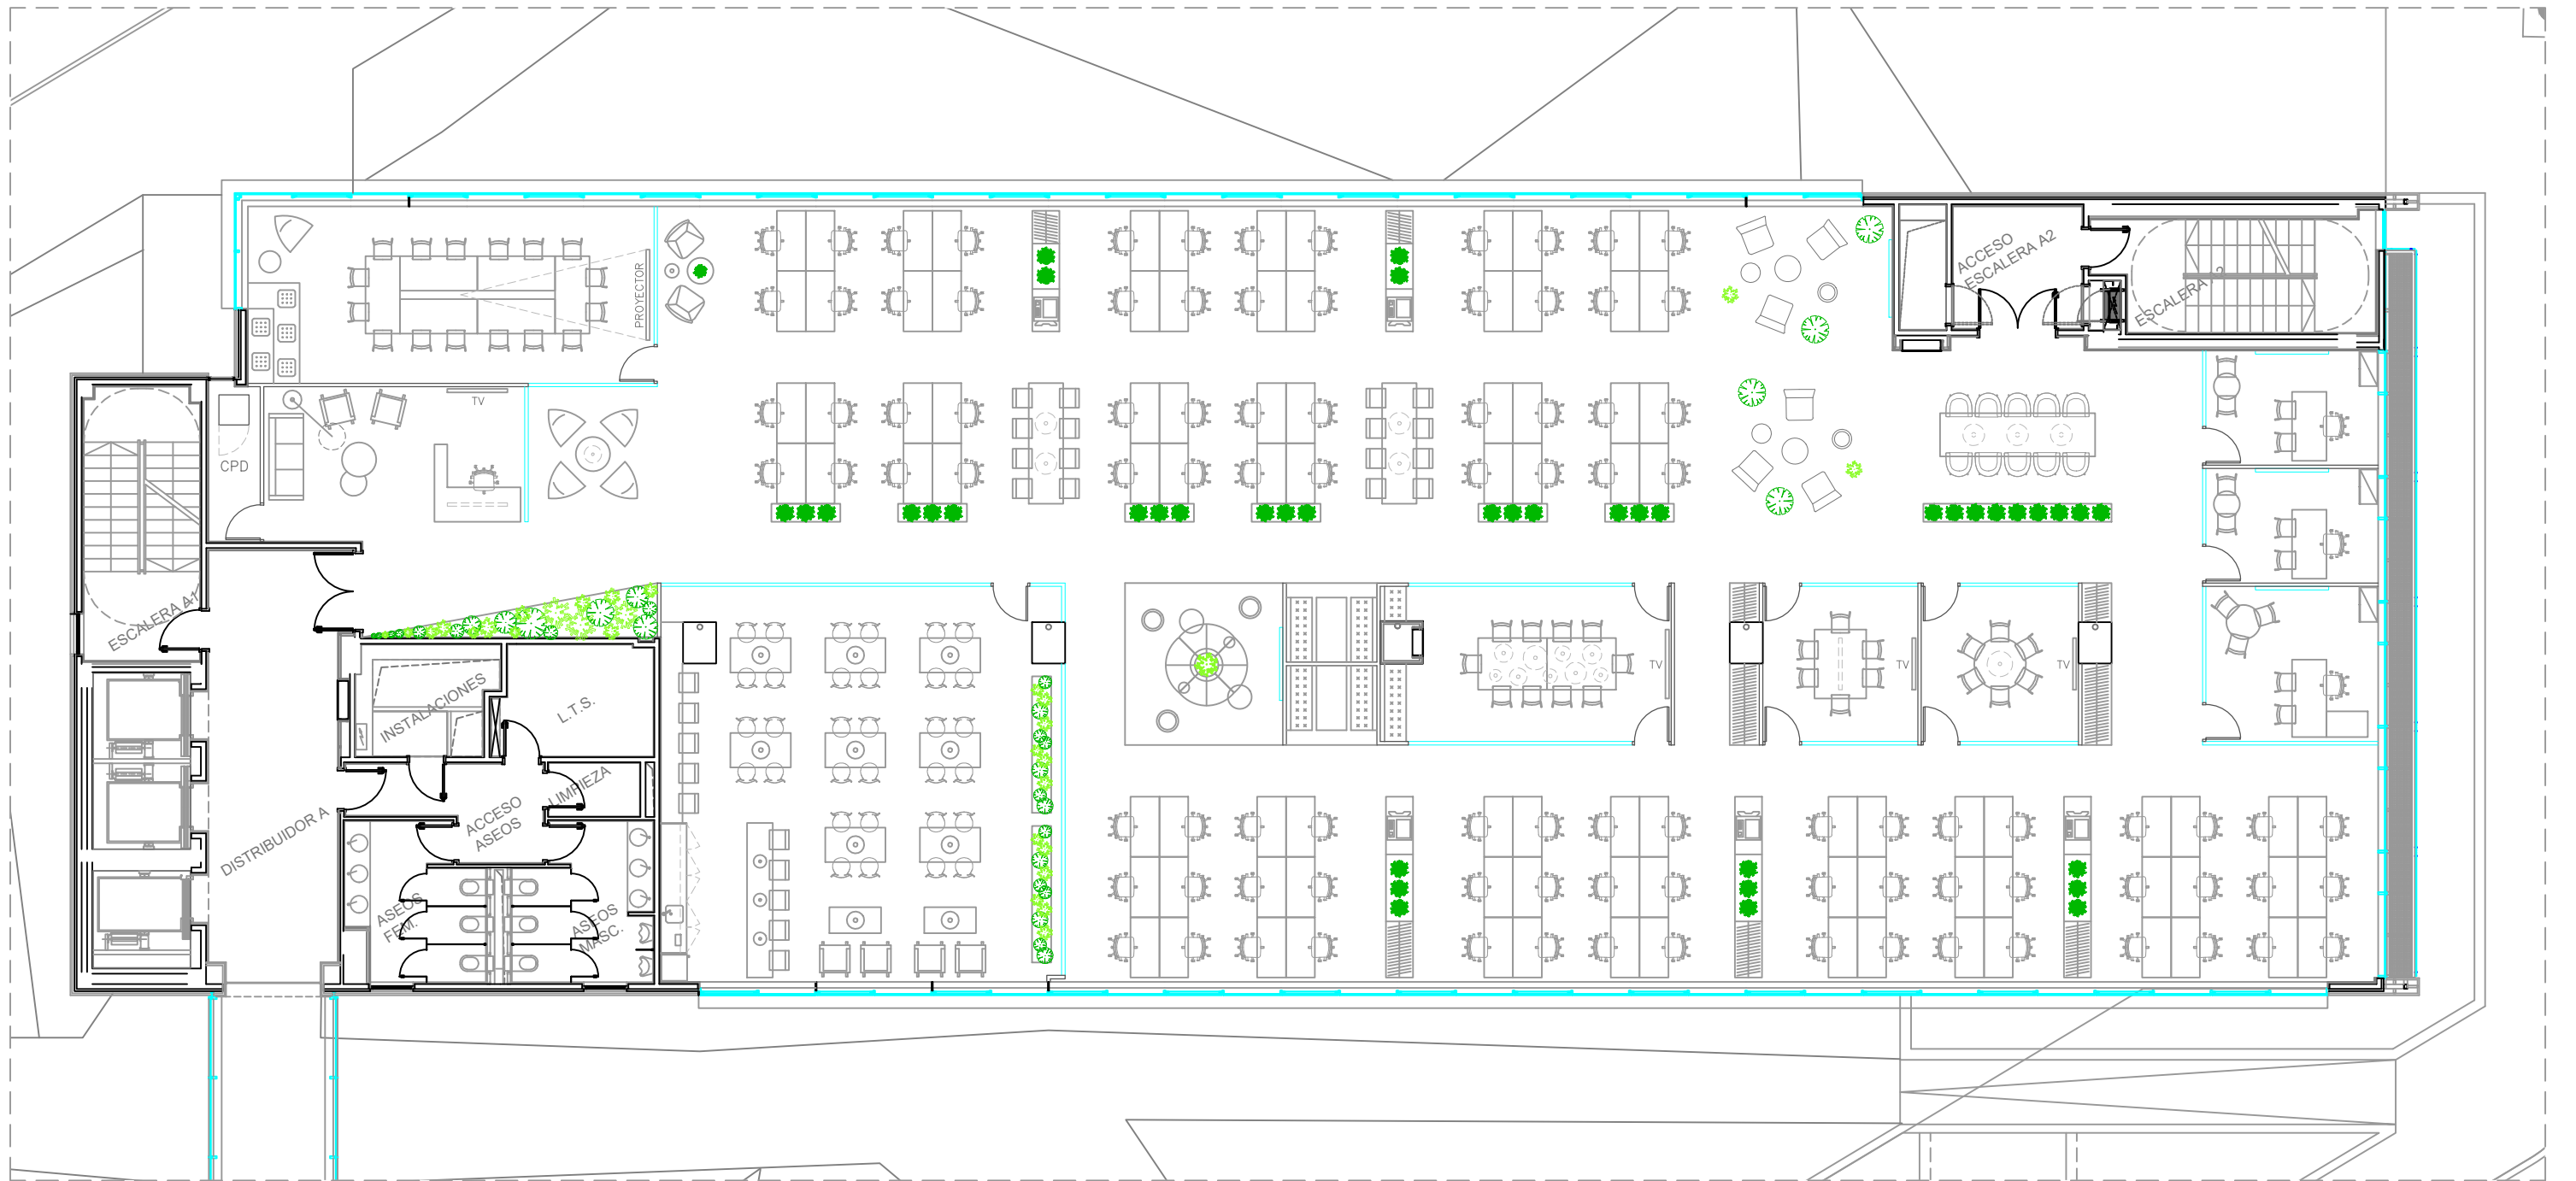 PROYECTOR
ACCESO
ESCALERA A2
ESCALERA
TV
CPD
ESCALERA A1
INSTALACIONES
L.T.S.
TV
TV
TV
LIMPIEZA
ACCESO
ASEOS
DISTRIBUIDOR A
ASEOS
FEM.
ASEOS
MASC.